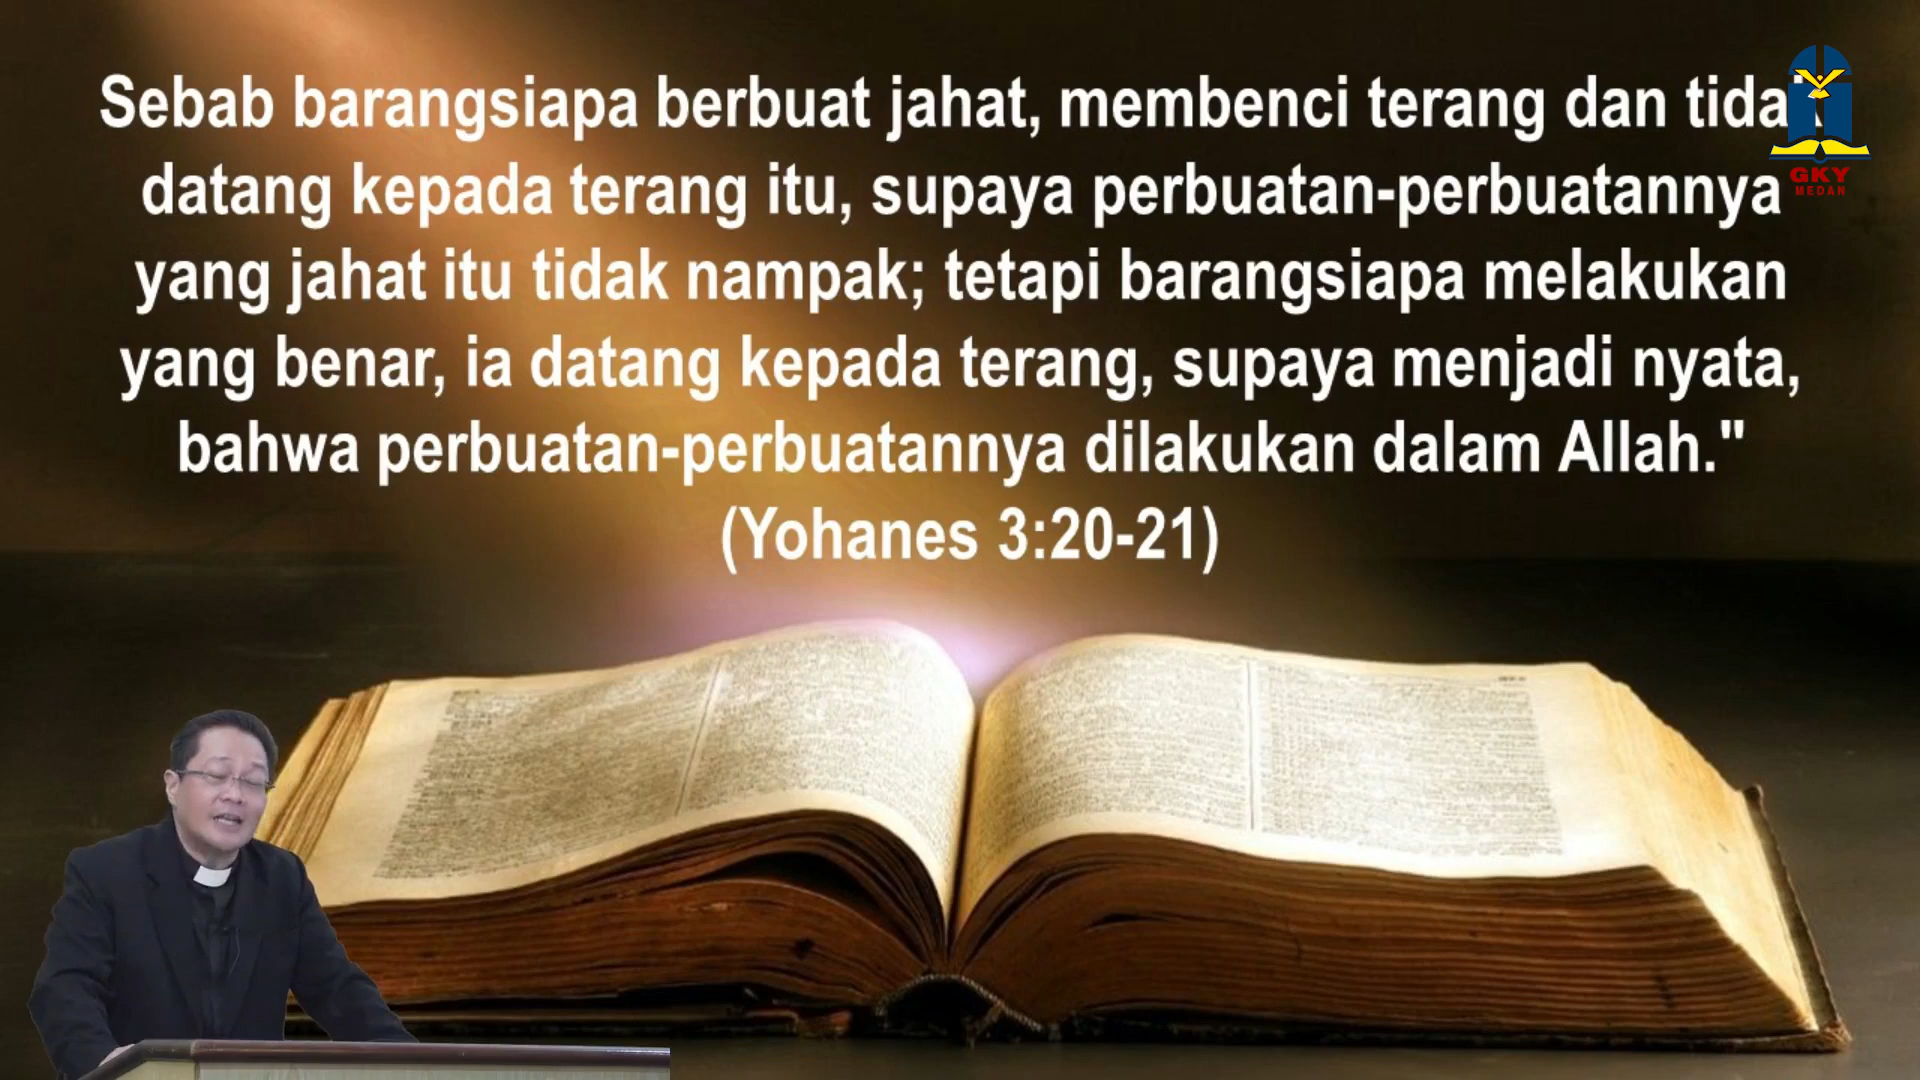 Sebab barangsiapa berbuat jahat, membenci terang dan tidak
datang kepada terang itu, supaya perbuatan-perbuatannya
yang jahat itu tidak nampak; tetapi barangsiapa melakukan
yang benar, ia datang kepada terang, supaya menjadi nyata,
bahwa perbuatan-perbuatannya dilakukan dalam Allah."
(Yohanes 3:20-21)
GKY
MEDAN